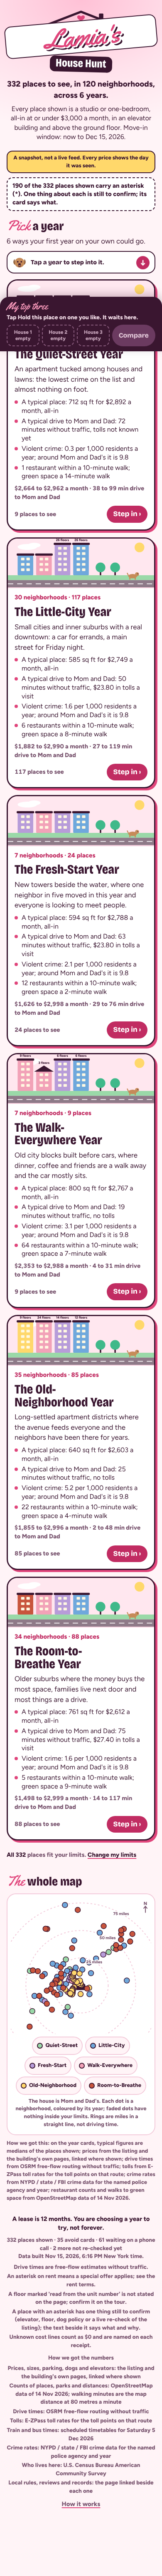 Lamia's
House Hunt
332 places to see, in 120 neighborhoods,
across 6 years.
Every place shown is a studio or one-bedroom,
all-in at or under $3,000 a month, in an elevator
building and above the ground floor. Move-in
window: now to Dec 15, 2026.
A snapshot, not a live feed. Every price shows the day
it was seen.
190 of the 332 places shown carry an asterisk
(*). One thing about each is still to confirm; its
card says what.
Pick a year
6 ways your first year on your own could go.
Tap a year to step into it.
My top three
Tap Hold this place on one you like. It waits here.
House 1
empty
House 2
empty
House 3
empty
Compare
The Quiet-Street Year
An apartment tucked among houses and
lawns: the lowest crime on the list and
almost nothing on foot.
A typical place: 712 sq ft for $2,892 a
month, all-in
A typical drive to Mom and Dad: 72
minutes without traffic, tolls not known
yet
Violent crime: 0.3 per 1,000 residents a
year; around Mom and Dad's it is 9.8
1 restaurant within a 10-minute walk;
green space a 14-minute walk
$2,664 to $2,962 a month · 38 to 99 min drive
to Mom and Dad
9 places to see
Step in ›
30 neighborhoods · 117 places
The Little-City Year
Small cities and inner suburbs with a real
downtown: a car for errands, a main
street for Friday night.
A typical place: 585 sq ft for $2,749 a
month, all-in
A typical drive to Mom and Dad: 50
minutes without traffic, $23.80 in tolls a
visit
Violent crime: 1.6 per 1,000 residents a
year; around Mom and Dad's it is 9.8
6 restaurants within a 10-minute walk;
green space a 8-minute walk
$1,882 to $2,990 a month · 27 to 119 min
drive to Mom and Dad
117 places to see
Step in ›
7 neighborhoods · 24 places
The Fresh-Start Year
New towers beside the water, where one
neighbor in five moved in this year and
everyone is looking to meet people.
A typical place: 594 sq ft for $2,788 a
month, all-in
A typical drive to Mom and Dad: 63
minutes without traffic, $23.20 in tolls a
visit
Violent crime: 2.1 per 1,000 residents a
year; around Mom and Dad's it is 9.8
12 restaurants within a 10-minute walk;
green space a 2-minute walk
$1,626 to $2,998 a month · 29 to 76 min drive
to Mom and Dad
24 places to see
Step in ›
7 neighborhoods · 9 places
The Walk-
Everywhere Year
Old city blocks built before cars, where
dinner, coffee and friends are a walk away
and the car mostly sits.
A typical place: 800 sq ft for $2,767 a
month, all-in
A typical drive to Mom and Dad: 19
minutes without traffic, no tolls
Violent crime: 3.1 per 1,000 residents a
year; around Mom and Dad's it is 9.8
64 restaurants within a 10-minute walk;
green space a 7-minute walk
$2,353 to $2,988 a month · 4 to 31 min drive
to Mom and Dad
9 places to see
Step in ›
35 neighborhoods · 85 places
The Old-
Neighborhood Year
Long-settled apartment districts where
the avenue feeds everyone and the
neighbors have been there for years.
A typical place: 640 sq ft for $2,603 a
month, all-in
A typical drive to Mom and Dad: 25
minutes without traffic, no tolls
Violent crime: 5.2 per 1,000 residents a
year; around Mom and Dad's it is 9.8
22 restaurants within a 10-minute walk;
green space a 4-minute walk
$1,855 to $2,996 a month · 2 to 48 min drive
to Mom and Dad
85 places to see
Step in ›
34 neighborhoods · 88 places
The Room-to-
Breathe Year
Older suburbs where the money buys the
most space, families live next door and
most things are a drive.
A typical place: 761 sq ft for $2,612 a
month, all-in
A typical drive to Mom and Dad: 75
minutes without traffic, $27.40 in tolls a
visit
Violent crime: 1.6 per 1,000 residents a
year; around Mom and Dad's it is 9.8
5 restaurants within a 10-minute walk;
green space a 9-minute walk
$1,498 to $2,999 a month · 14 to 117 min
drive to Mom and Dad
88 places to see
Step in ›
All 332 places fit your limits. Change my limits
The whole map
N
75 miles
50 miles
25 miles
Quiet-Street
Little-City
Fresh-Start
Walk-Everywhere
Old-Neighborhood
Room-to-Breathe
The house is Mom and Dad's. Each dot is a
neighborhood, coloured by its year; faded dots have
nothing inside your limits. Rings are miles in a
straight line, not driving time.
How we got this: on the year cards, typical figures are
medians of the places shown; prices from the listing and
the building's own pages, linked where shown; drive times
from OSRM free-flow routing without traffic; tolls from E-
ZPass toll rates for the toll points on that route; crime rates
from NYPD / state / FBI crime data for the named police
agency and year; restaurant counts and walks to green
space from OpenStreetMap data of 14 Nov 2026.
A lease is 12 months. You are choosing a year to
try, not forever.
332 places shown · 35 avoid cards · 61 waiting on a phone
call · 2 more not re-checked yet
Data built Nov 15, 2026, 6:16 PM New York time.
Drive times are free-flow estimates without traffic.
An asterisk on rent means a special offer applies; see the
rent terms.
A floor marked 'read from the unit number' is not stated
on the page; confirm it on the tour.
A place with an asterisk has one thing still to confirm
(elevator, floor, dog policy or a live re-check of the
listing); the text beside it says what and why.
Unknown cost lines count as $0 and are named on each
receipt.
How we got the numbers
Prices, sizes, parking, dogs and elevators: the listing and
the building's own pages, linked where shown
Counts of places, parks and distances: OpenStreetMap
data of 14 Nov 2026; walking minutes are the map
distance at 80 metres a minute
Drive times: OSRM free-flow routing without traffic
Tolls: E-ZPass toll rates for the toll points on that route
Train and bus times: scheduled timetables for Saturday 5
Dec 2026
Crime rates: NYPD / state / FBI crime data for the named
police agency and year
Who lives here: U.S. Census Bureau American
Community Survey
Local rules, reviews and records: the page linked beside
each one
How it works